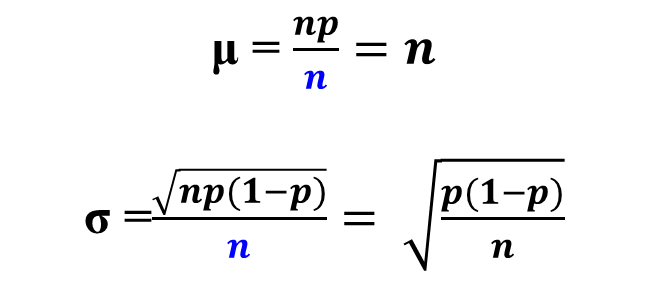 μ = np/n = n
σ = √np(1−p)/n = √p(1−p)/n